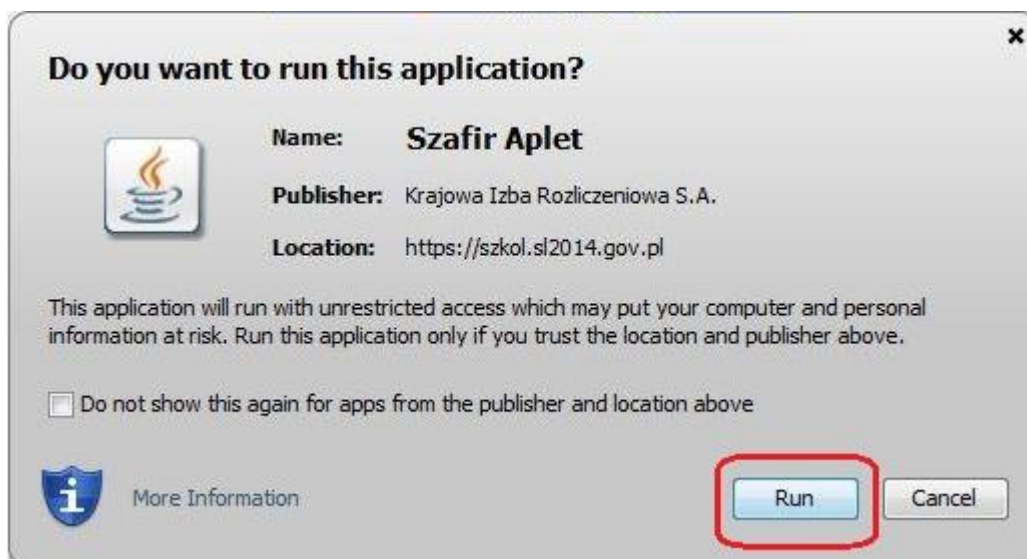 Do you want to run this application?
Name: Szafir Aplet
Publisher: Krajowa Izba Rozliczeniowa S.A.
Location: https://szkol.sl2014.gov.pl
This application will run with unrestricted access which may put your computer and personal
information at risk. Run this application only if you trust the location and publisher above.
Do not show this again for apps from the publisher and location above
More Information
Run Cancel